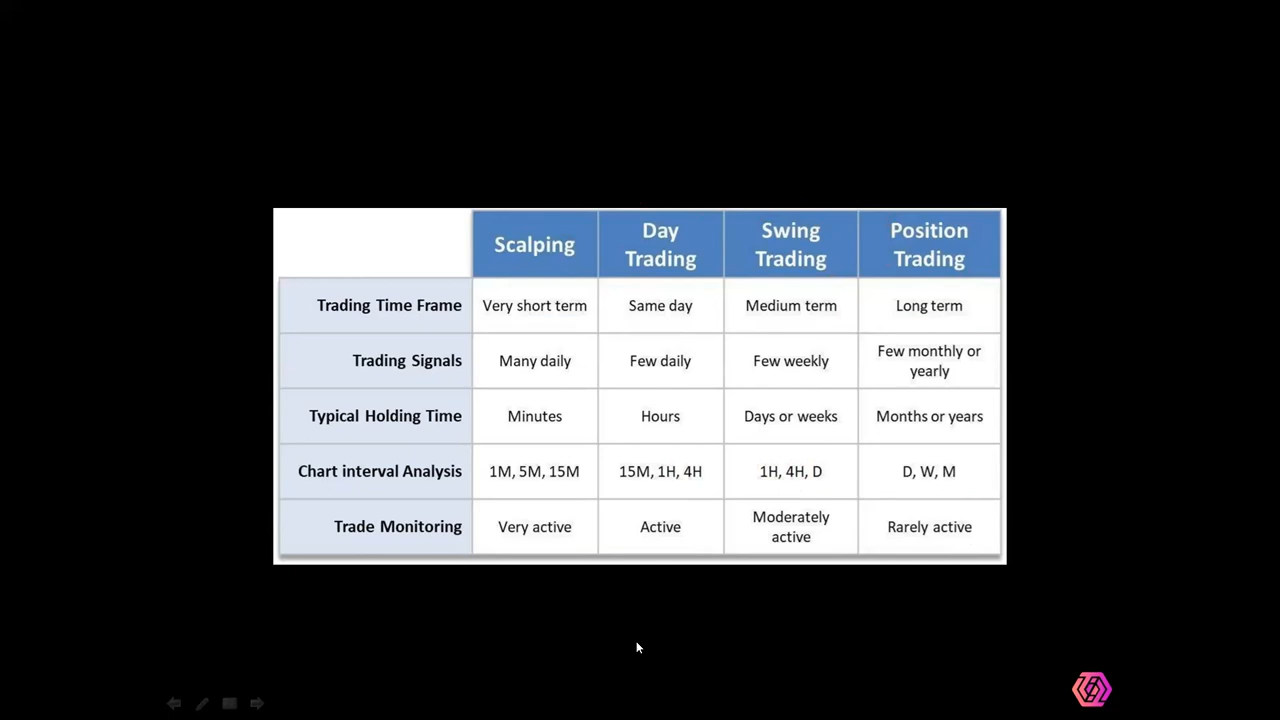 Scalping
Day
Trading
Swing
Trading
Position
Trading
Trading Time Frame
Very short term
Same day
Medium term
Long term
Trading Signals
Many daily
Few daily
Few weekly
Few monthly or
yearly
Typical Holding Time
Minutes
Hours
Days or weeks
Months or years
Chart interval Analysis
1M, 5M, 15M
15M, 1H, 4H
1H, 4H, D
D, W, M
Trade Monitoring
Very active
Active
Moderately
active
Rarely active